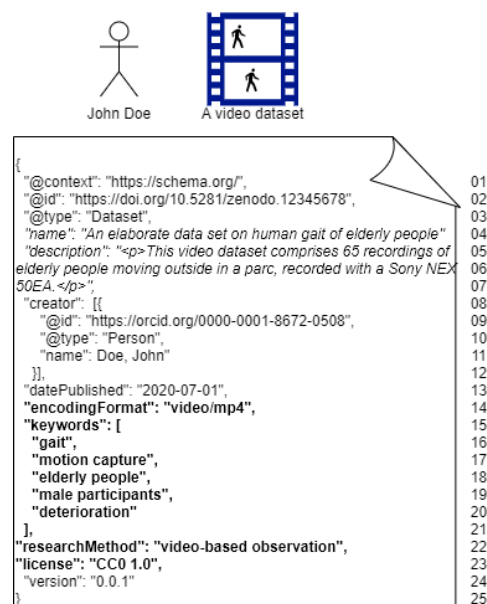 John Doe
A video dataset
{
"@context": "https://schema.org/", 01
"@id": "https://doi.org/10.5281/zenodo.12345678", 02
"@type": "Dataset", 03
"name": "An elaborate data set on human gait of elderly people" 04
"description": "<p>This video dataset comprises 65 recordings of 05
elderly people moving outside in a parc, recorded with a Sony NEX 06
50EA.</p>", 07
"creator": [{ 08
"@id": "https://orcid.org/0000-0001-8672-0508", 09
"@type": "Person", 10
"name": Doe, John" 11
}], 12
"datePublished": "2020-07-01", 13
"encodingFormat": "video/mp4", 14
"keywords": [ 15
"gait", 16
"motion capture", 17
"elderly people", 18
"male participants", 19
"deterioration" 20
], 21
"researchMethod": "video-based observation", 22
"license": "CC0 1.0", 23
"version": "0.0.1" 24
} 25